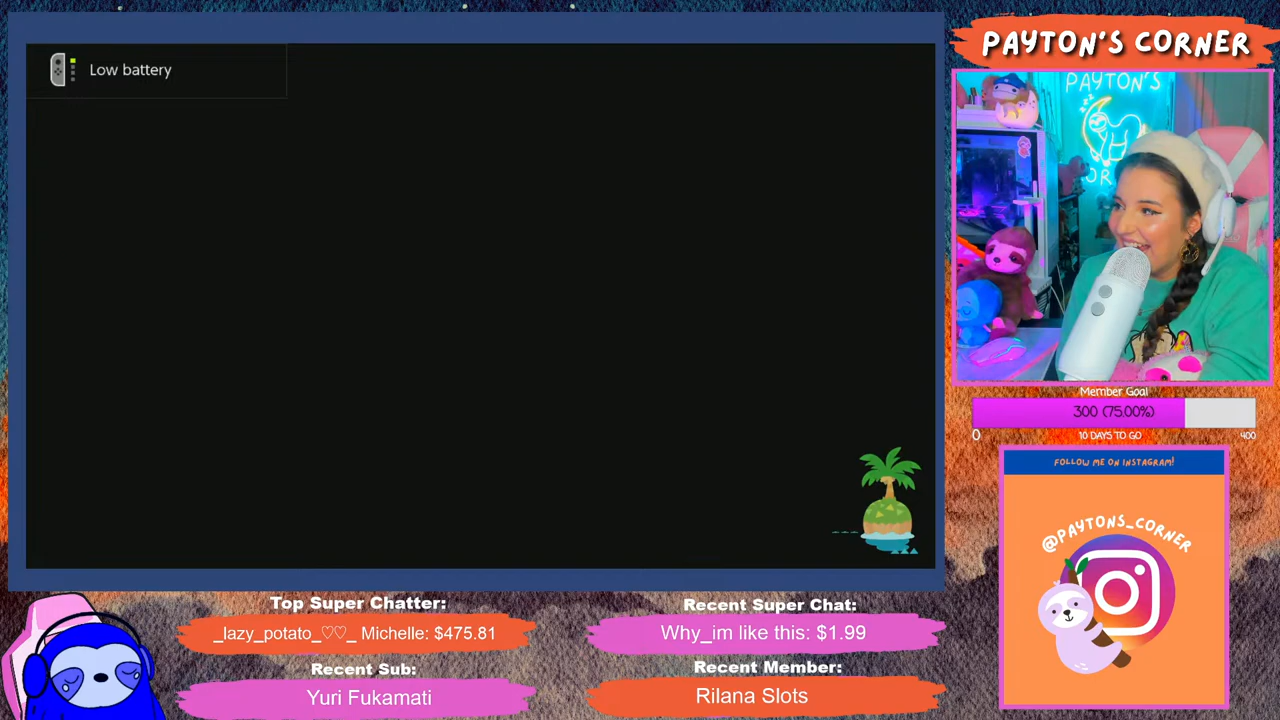 Low battery
PAYTON'S CORNER
PAYTON'S
Member Goal
300 (75.00%)
0
10 DAYS TO GO
400
FOLLOW ME ON INSTAGRAM!
@PAYTONS_CORNER
Top Super Chatter:
_lazy_potato_♡♡_ Michelle: $475.81
Recent Super Chat:
Why_im like this: $1.99
Recent Sub:
Yuri Fukamati
Recent Member:
Rilana Slots